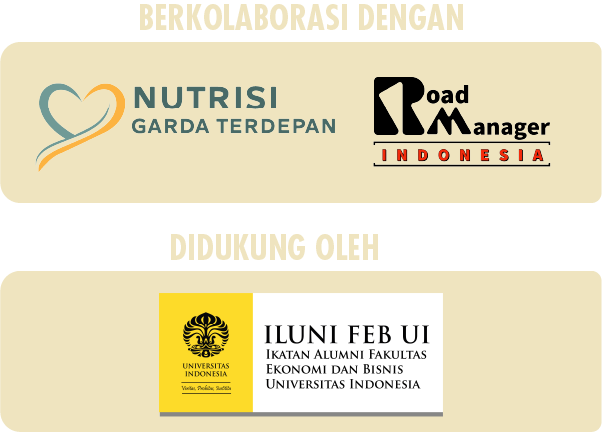 BERKOLABORASI DENGAN
NUTRISI
GARDA TERDEPAN
Road
Manager
INDONESIA
DIDUKUNG OLEH
UNIVERSITAS
INDONESIA
Veritas, Probitas, Iustitia
ILUNI FEB UI
IKATAN ALUMNI FAKULTAS
EKONOMI DAN BISNIS
UNIVERSITAS INDONESIA